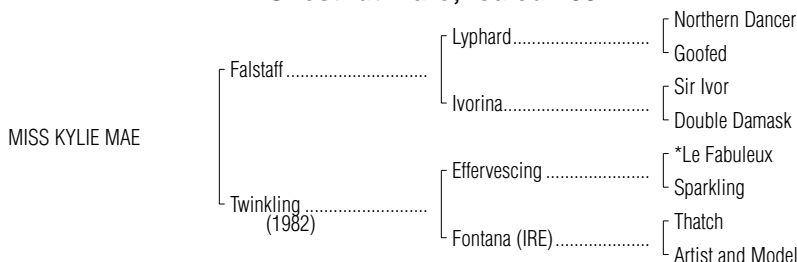 Northern Dancer
Lyphard
Goofed
Falstaff
Sir Ivor
Ivorina
Double Damask
MISS KYLIE MAE
*Le Fabuleux
Effervescing
Sparkling
Twinkling
(1982)
Thatch
Fontana (IRE)
Artist and Model